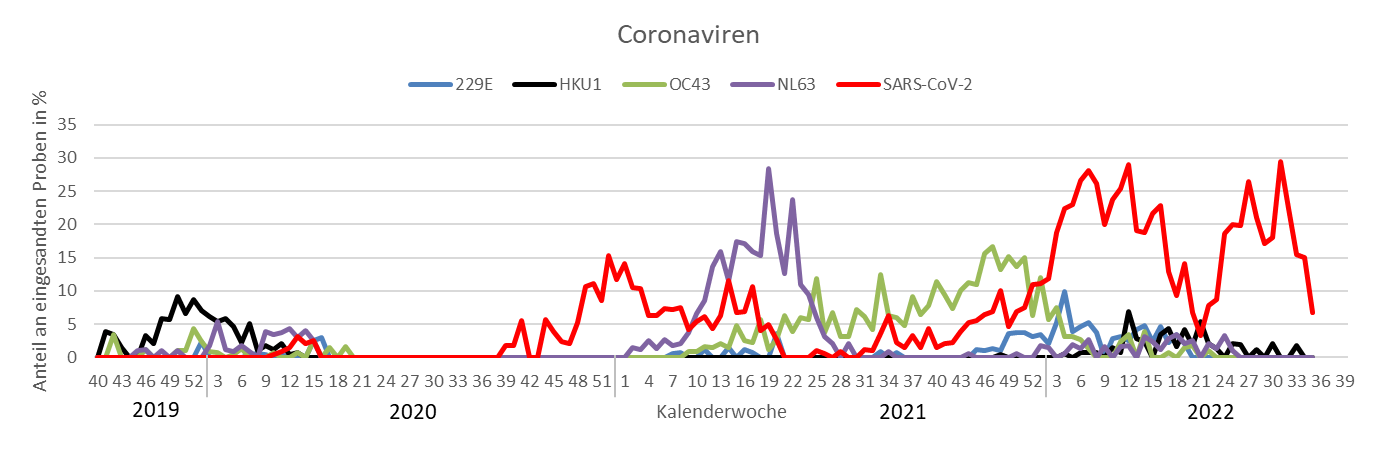 Coronaviren
229E HKU1 OC43 NL63 SARS-CoV-2
Anteil an eingesandten Proben in %
35
30
25
20
15
10
5
0
40 43 46 49 52 3 6 9 12 15 18 21 24 27 30 33 36 39 42 45 48 51 1 4 7 10 13 16 19 22 25 28 31 34 37 40 43 46 49 52 3 6 9 12 15 18 21 24 27 30 33 36 39
2019 2020 Kalenderwoche 2021 2022